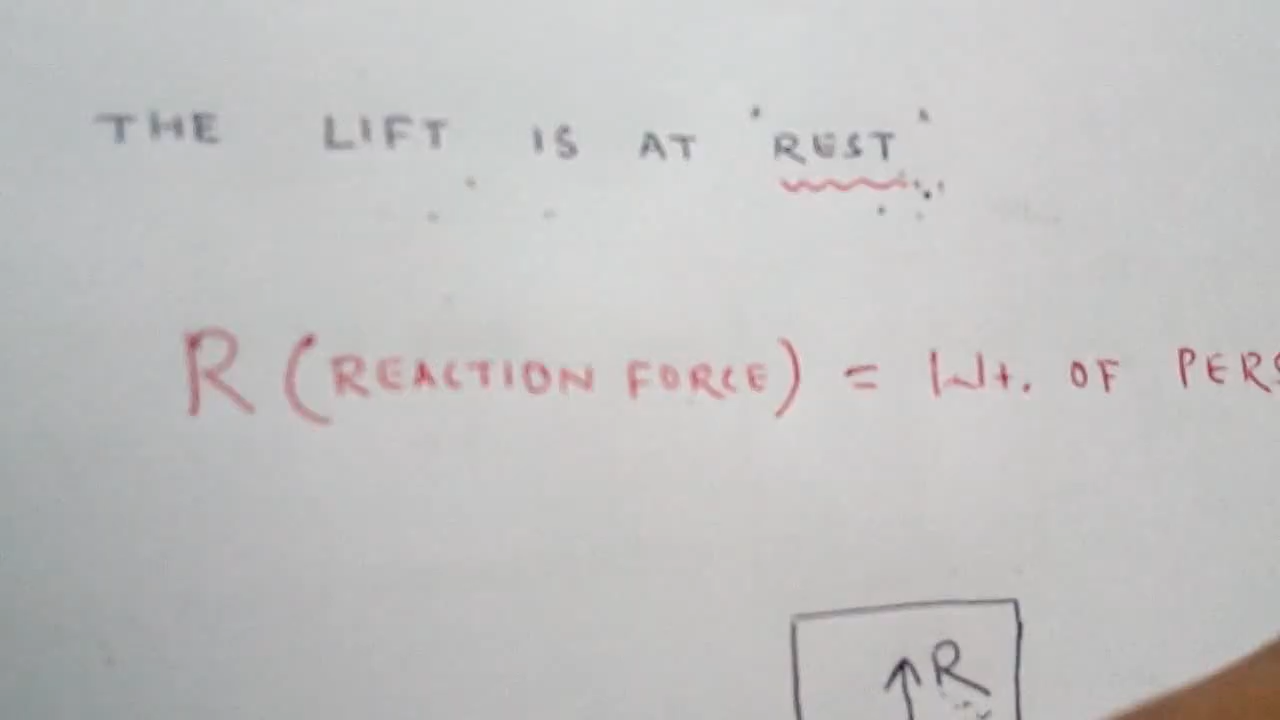 THE LIFT IS AT 'REST'
R (REACTION FORCE) = Wt. OF PERS
R